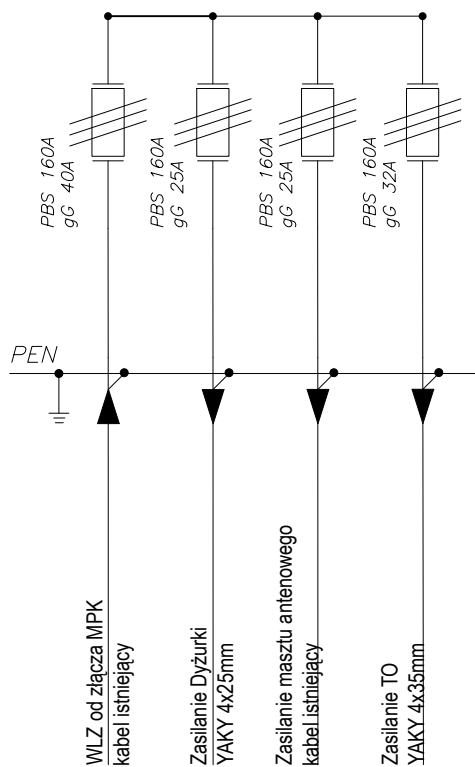 PBS 160A
gG 40A
PBS 160A
gG 25A
PBS 160A
gG 25A
PBS 160A
gG 32A
PEN
WLZ od złącza MPK
kabel istniejący
Zasilanie Dyżurki
YAKY 4x25mm
Zasilanie masztu antenowego
kabel istniejący
Zasilanie TO
YAKY 4x35mm